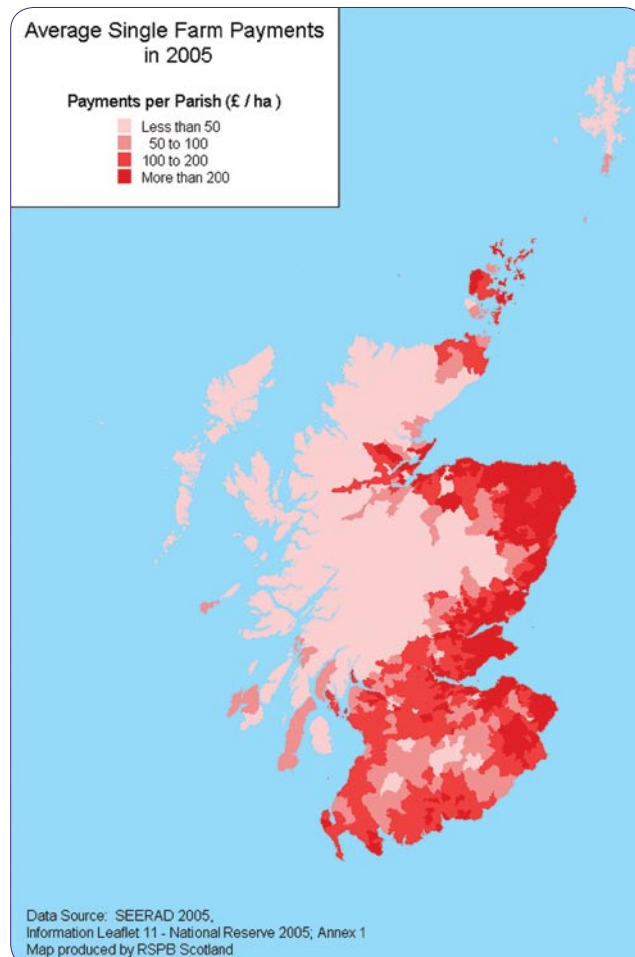 Average Single Farm Payments
in 2005
Payments per Parish (£ / ha )
Less than 50
50 to 100
100 to 200
More than 200
Data Source: SEERAD 2005,
Information Leaflet 11 - National Reserve 2005; Annex 1
Map produced by RSPB Scotland